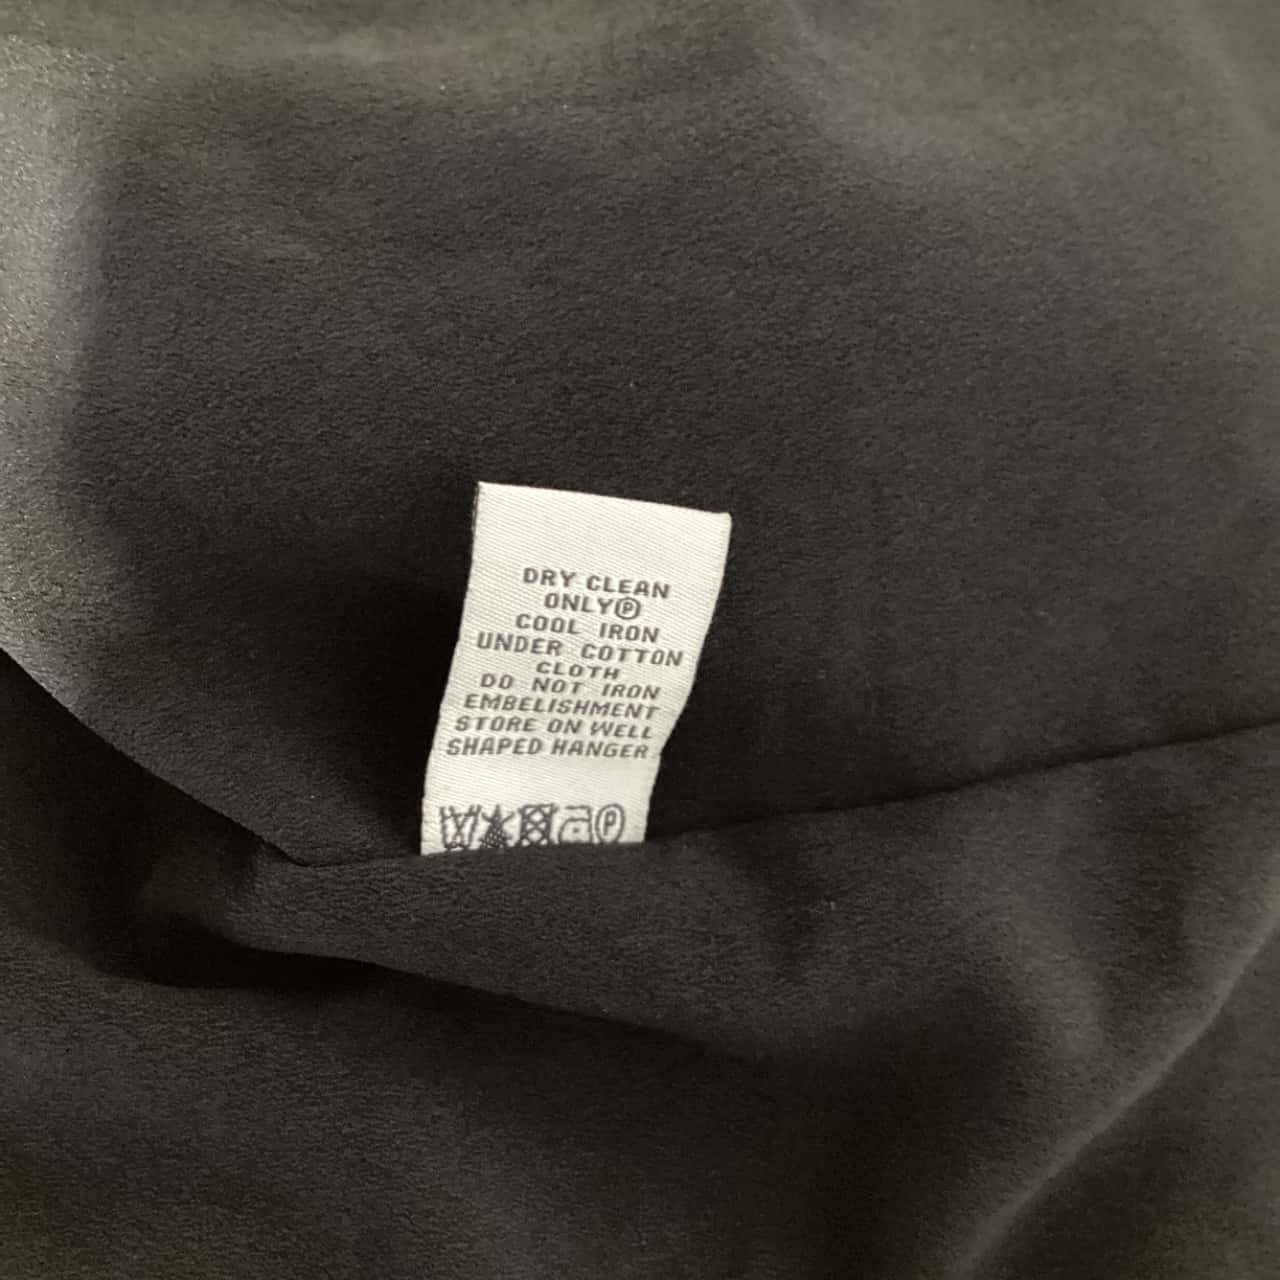 DRY CLEAN
ONLYⓅ
COOL IRON
UNDER COTTON
CLOTH
DO NOT IRON
EMBELISHMENT
STORE ON WELL
SHAPED HANGER
P